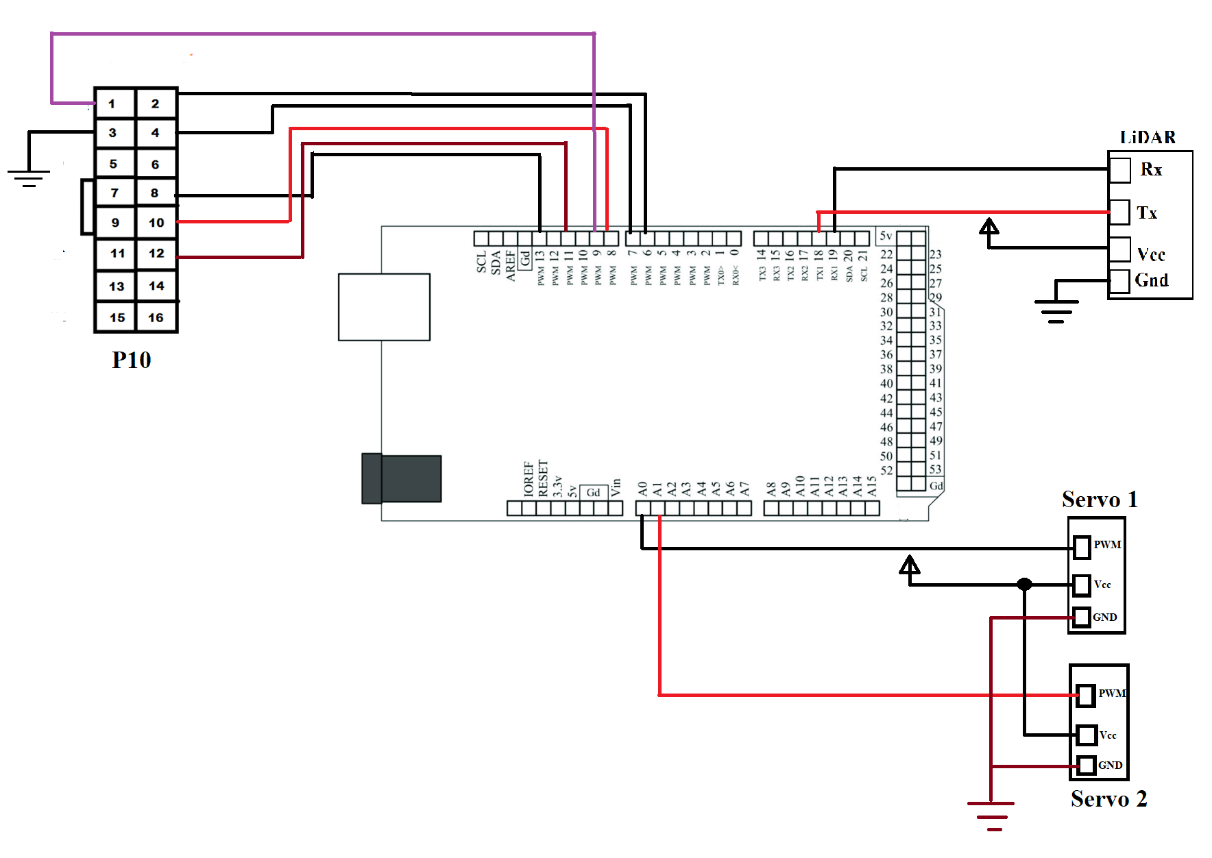 1 2
3 4
5 6
7 8
9 10
11 12
13 14
15 16
P10
LiDAR
Rx
Tx
Vcc
Gnd
SCL
SDA
AREF
Gd
PWM 13
PWM 12
PWM 11
PWM 10
PWM 9
PWM 8
PWM 7
PWM 6
PWM 5
PWM 4
PWM 3
PWM 2
TX0> 1
RX0< 0
TX3 14
RX3 15
TX2 16
RX2 17
TX1 18
RX1 19
SDA 20
SCL 21
5v
22 23
24 25
26 27
28 29
30 31
32 33
34 35
36 37
38 39
40 41
42 43
44 45
46 47
48 49
50 51
52 53
Gd
IOREF
RESET
3.3v
5v
Gd
Vin
A0
A1
A2
A3
A4
A5
A6
A7
A8
A9
A10
A11
A12
A13
A14
A15
Servo 1
PWM
Vcc
GND
PWM
Vcc
GND
Servo 2